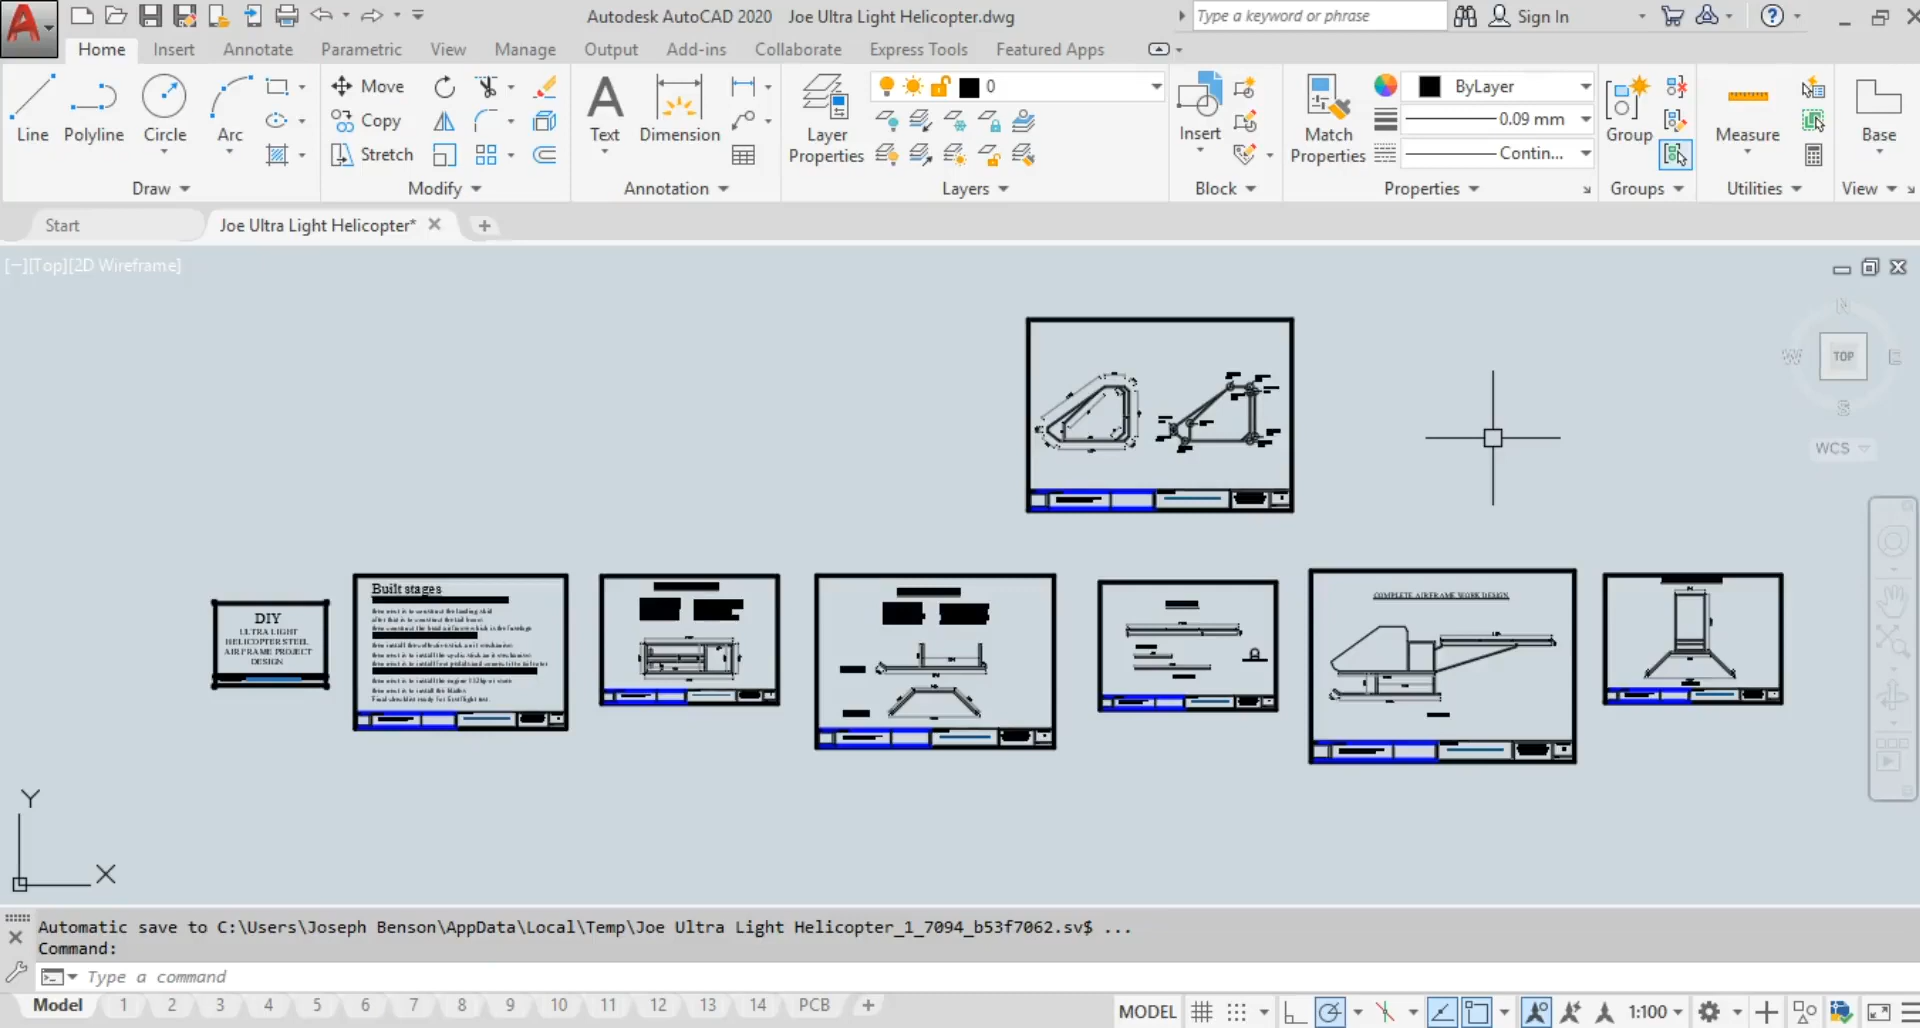 Autodesk AutoCAD 2020 Joe Ultra Light Helicopter.dwg
Type a keyword or phrase
Sign In
Home Insert Annotate Parametric View Manage Output Add-ins Collaborate Express Tools Featured Apps
Line Polyline Circle Arc
Move
Copy
Stretch
Text Dimension
Layer Properties
0
Insert
Match Properties
ByLayer
0.09 mm
Contin...
Group
Measure
Base
Draw Modify Annotation Layers Block Properties Groups Utilities View
Start Joe Ultra Light Helicopter*
[−][Top][2D Wireframe]
N
W TOP E
S
WCS
DIY
ULTRA LIGHT
HELICOPTER STEEL
AIRFRAME PROJECT
DESIGN
Built stages
COMPLETE AIRFRAME WORK DESIGN
Y
X
Automatic save to C:\Users\Joseph Benson\AppData\Local\Temp\Joe Ultra Light Helicopter_1_7094_b53f7062.sv$ ...
Command:
Type a command
Model 1 2 3 4 5 6 7 8 9 10 11 12 13 14 PCB
MODEL 1:100